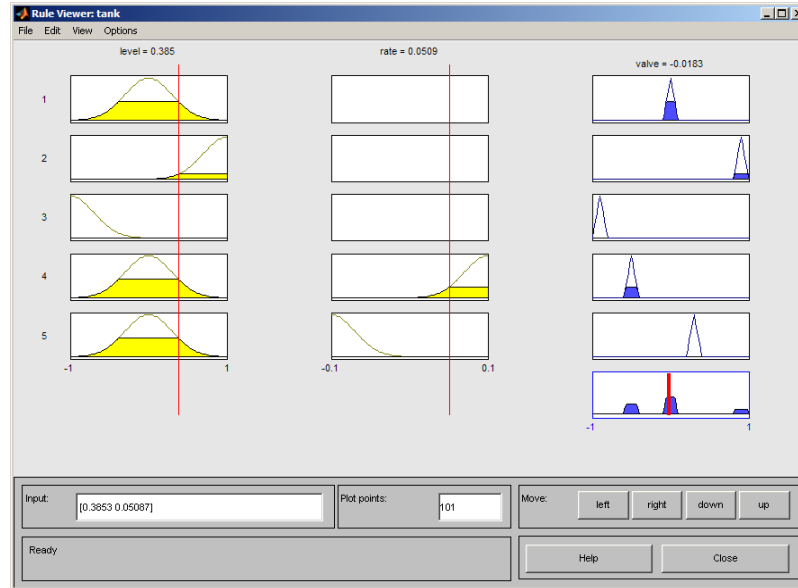 Rule Viewer: tank
File Edit View Options
level = 0.385
rate = 0.0509
valve = -0.0183
1
2
3
4
5
-1 1
-0.1 0.1
-1 1
Input:
[0.3853 0.05087]
Plot points:
101
Move:
left
right
down
up
Ready
Help
Close